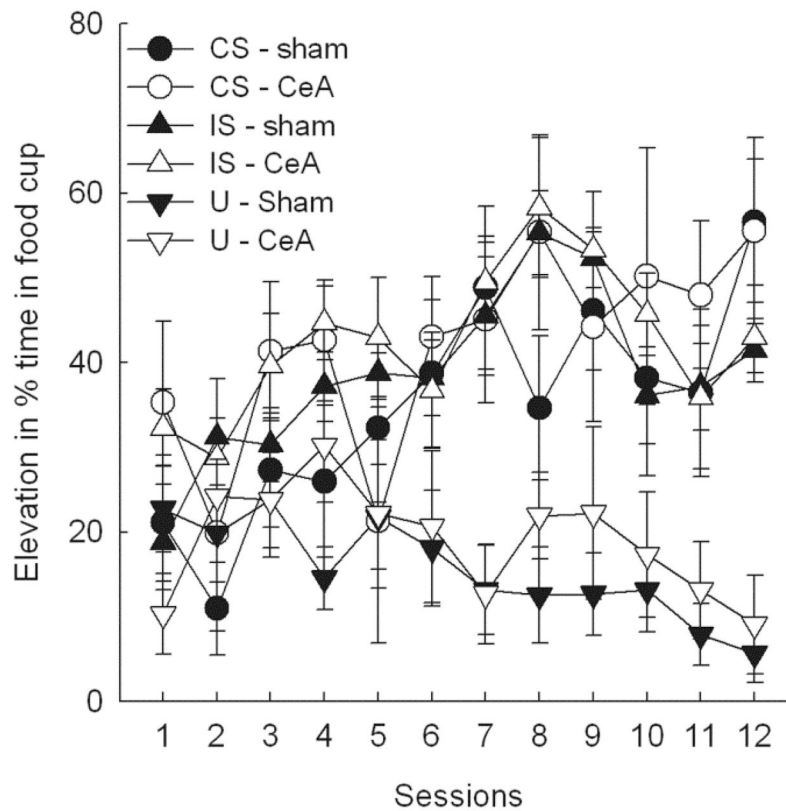 80
60
40
20
0
CS - sham
CS - CeA
IS - sham
IS - CeA
U - Sham
U - CeA
Elevation in % time in food cup
1 2 3 4 5 6 7 8 9 10 11 12
Sessions